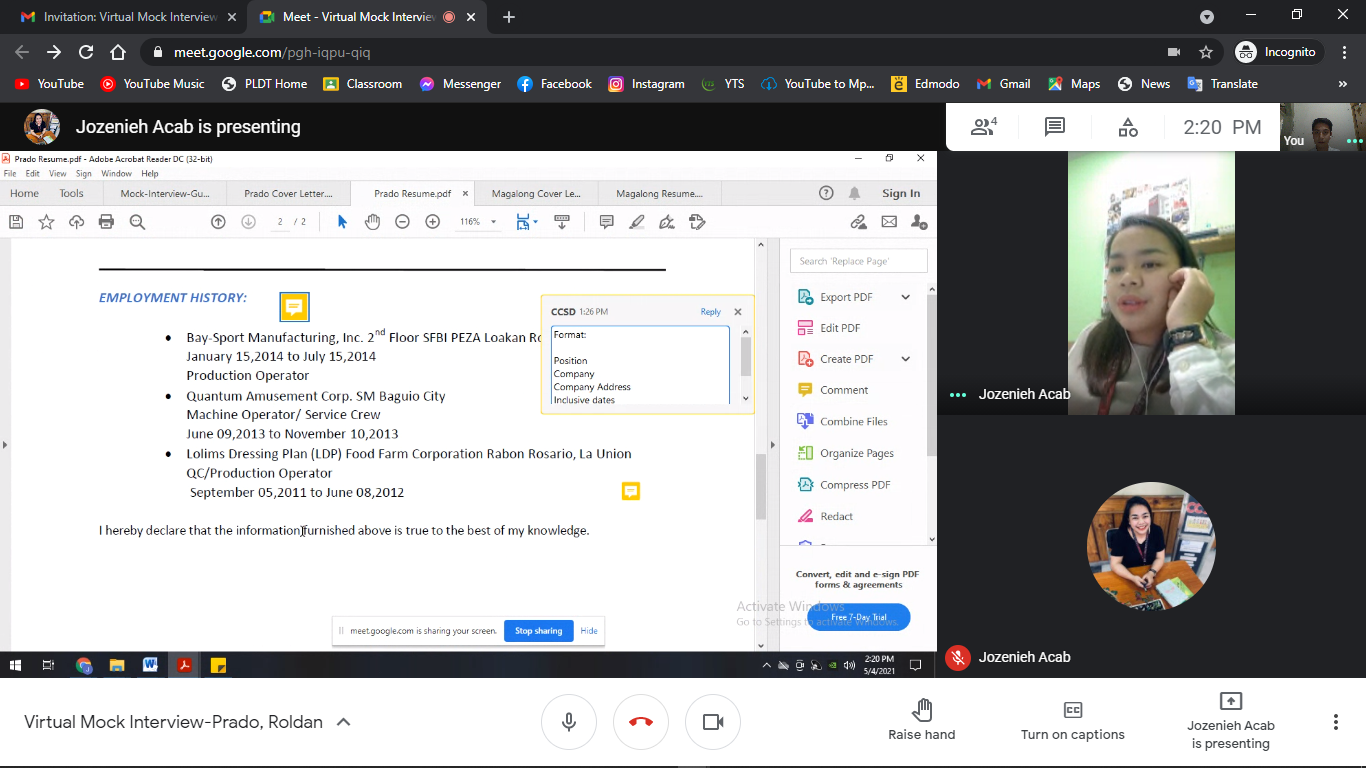 Invitation: Virtual Mock Interview
Meet - Virtual Mock Interview
meet.google.com/pgh-iqpu-qiq
Incognito
YouTube
YouTube Music
PLDT Home
Classroom
Messenger
Facebook
Instagram
YTS
YouTube to Mp...
Edmodo
Gmail
Maps
News
Translate
»
Jozenieh Acab is presenting
4
2:20 PM
You
Prado Resume.pdf - Adobe Acrobat Reader DC (32-bit)
File Edit View Sign Window Help
Home Tools Mock-Interview-Gu... Prado Cover Letter.... Prado Resume.pdf Magalong Cover Le... Magalong Resume.... Sign In
2 / 2 116%
EMPLOYMENT HISTORY:
• Bay-Sport Manufacturing, Inc. 2nd Floor SFBI PEZA Loakan Ro
January 15,2014 to July 15,2014
Production Operator
• Quantum Amusement Corp. SM Baguio City
Machine Operator/ Service Crew
June 09,2013 to November 10,2013
• Lolims Dressing Plan (LDP) Food Farm Corporation Rabon Rosario, La Union
QC/Production Operator
September 05,2011 to June 08,2012
I hereby declare that the information furnished above is true to the best of my knowledge.
CCSD 1:26 PM Reply
Format:
Position
Company
Company Address
Inclusive dates
Search 'Replace Page'
Export PDF
Edit PDF
Create PDF
Comment
Combine Files
Organize Pages
Compress PDF
Redact
Convert, edit and e-sign PDF
forms & agreements
Free 7-Day Trial
Activate Windows
Go to Settings to activate Windows.
meet.google.com is sharing your screen. Stop sharing Hide
2:20 PM
5/4/2021
Jozenieh Acab
Jozenieh Acab
Virtual Mock Interview-Prado, Roldan
Raise hand
Turn on captions
Jozenieh Acab
is presenting